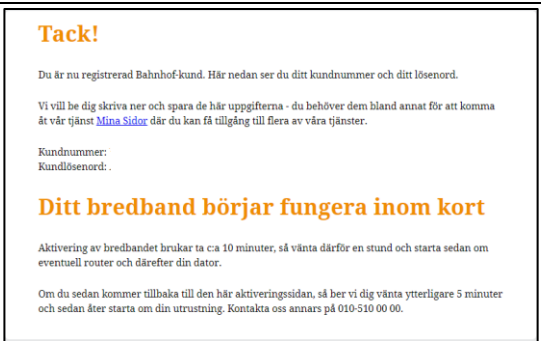 Tack!
Du är nu registrerad Bahnhof-kund. Här nedan ser du ditt kundnummer och ditt lösenord.
Vi vill be dig skriva ner och spara de här uppgifterna - du behöver dem bland annat för att komma
åt vår tjänst Mina Sidor där du kan få tillgång till flera av våra tjänster.
Kundnummer:
Kundlösenord: .
Ditt bredband börjar fungera inom kort
Aktivering av bredbandet brukar ta c:a 10 minuter, så vänta därför en stund och starta sedan om
eventuell router och därefter din dator.
Om du sedan kommer tillbaka till den här aktiveringssidan, så ber vi dig vänta ytterligare 5 minuter
och sedan åter starta om din utrustning. Kontakta oss annars på 010-510 00 00.